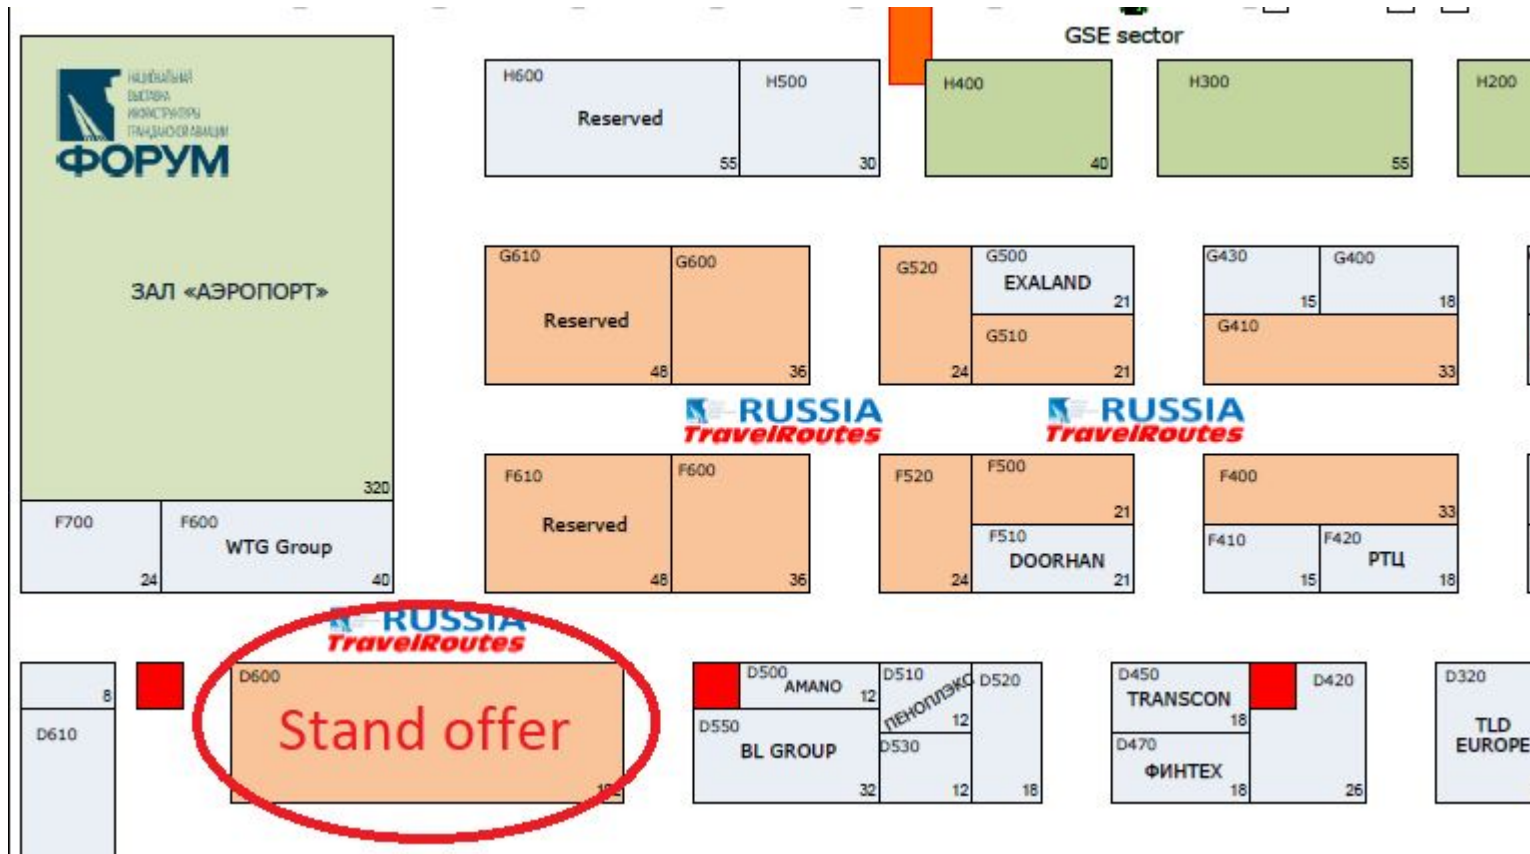 GSE sector
НАЦИОНАЛЬНАЯ
ВЫСТАВКА
ИНФРАСТРУКТУРЫ
ГРАЖДАНСКОЙ АВИАЦИИ
ФОРУМ
ЗАЛ «АЭРОПОРТ»
320
F700
24
F600
WTG Group
40
H600
Reserved
55
H500
30
H400
40
H300
55
H200
G610
Reserved
48
G600
36
G520
24
G500
EXALAND
21
G510
21
G430
15
G400
18
G410
33
RUSSIA
TravelRoutes
RUSSIA
TravelRoutes
F610
Reserved
48
F600
36
F520
24
F500
21
F510
DOORHAN
21
F400
33
F410
15
F420
РТЦ
18
RUSSIA
TravelRoutes
8
D610
D600
Stand offer
D500
AMANO
12
D550
BL GROUP
32
D510
ПЕНОПЛЭКС
12
D530
12
D520
18
D450
TRANSCON
18
D470
ФИНТЕХ
18
D420
26
D320
TLD
EUROPE